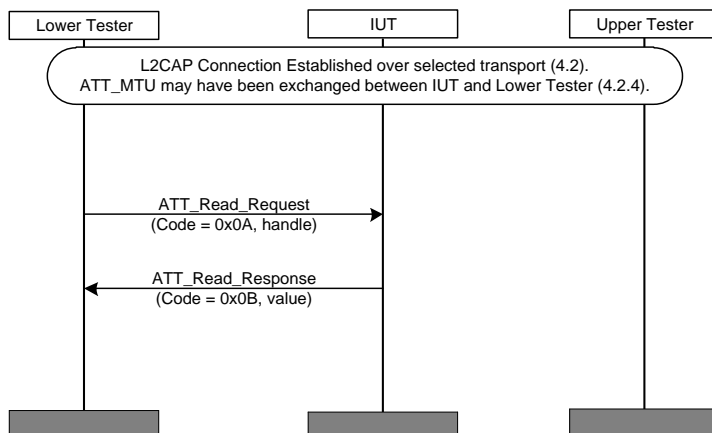 Lower Tester
IUT
Upper Tester
L2CAP Connection Established over selected transport (4.2).
ATT_MTU may have been exchanged between IUT and Lower Tester (4.2.4).
ATT_Read_Request
(Code = 0x0A, handle)
ATT_Read_Response
(Code = 0x0B, value)